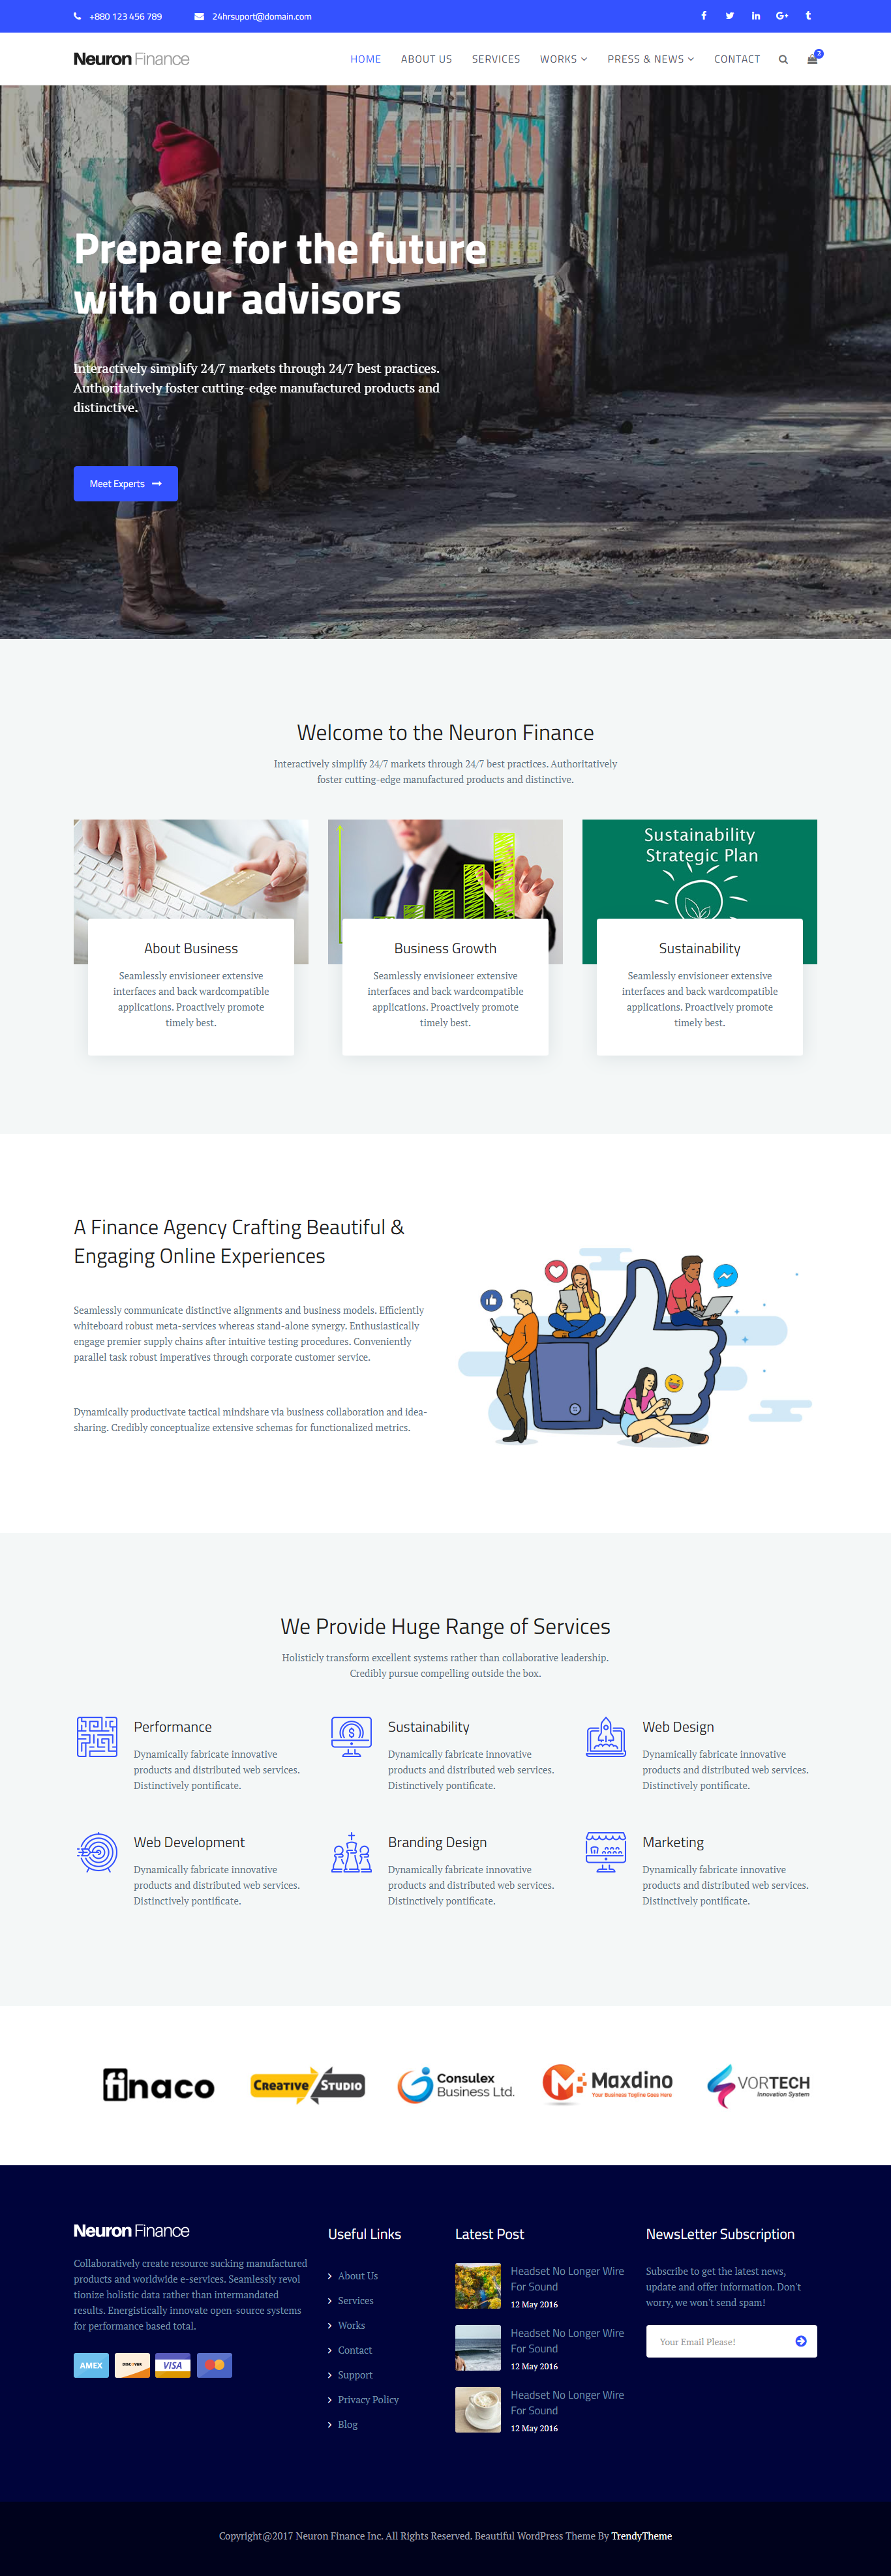 +880 123 456 789
24hrsuport@domain.com
Neuron Finance
HOME
ABOUT US
SERVICES
WORKS
PRESS & NEWS
CONTACT
2
Prepare for the future
with our advisors
Interactively simplify 24/7 markets through 24/7 best practices.
Authoritatively foster cutting-edge manufactured products and
distinctive.
Meet Experts
Welcome to the Neuron Finance
Interactively simplify 24/7 markets through 24/7 best practices. Authoritatively
foster cutting-edge manufactured products and distinctive.
Sustainability
Strategic Plan
About Business
Seamlessly envisioneer extensive
interfaces and back wardcompatible
applications. Proactively promote
timely best.
Business Growth
Seamlessly envisioneer extensive
interfaces and back wardcompatible
applications. Proactively promote
timely best.
Sustainability
Seamlessly envisioneer extensive
interfaces and back wardcompatible
applications. Proactively promote
timely best.
A Finance Agency Crafting Beautiful &
Engaging Online Experiences
Seamlessly communicate distinctive alignments and business models. Efficiently
whiteboard robust meta-services whereas stand-alone synergy. Enthusiastically
engage premier supply chains after intuitive testing procedures. Conveniently
parallel task robust imperatives through corporate customer service.
Dynamically productivate tactical mindshare via business collaboration and idea-
sharing. Credibly conceptualize extensive schemas for functionalized metrics.
We Provide Huge Range of Services
Holisticly transform excellent systems rather than collaborative leadership.
Credibly pursue compelling outside the box.
Performance
Dynamically fabricate innovative
products and distributed web services.
Distinctively pontificate.
Sustainability
Dynamically fabricate innovative
products and distributed web services.
Distinctively pontificate.
Web Design
Dynamically fabricate innovative
products and distributed web services.
Distinctively pontificate.
Web Development
Dynamically fabricate innovative
products and distributed web services.
Distinctively pontificate.
Branding Design
Dynamically fabricate innovative
products and distributed web services.
Distinctively pontificate.
Marketing
Dynamically fabricate innovative
products and distributed web services.
Distinctively pontificate.
finaco
Creative Studio
Consulex
Business Ltd.
Maxdino
Your Business Tagline Goes Here
VORTECH
Innovation System
Neuron Finance
Collaboratively create resource sucking manufactured
products and worldwide e-services. Seamlessly revol
tionize holistic data rather than intermandated
results. Energistically innovate open-source systems
for performance based total.
AMEX
DISCOVER
VISA
Useful Links
About Us
Services
Works
Contact
Support
Privacy Policy
Blog
Latest Post
Headset No Longer Wire
For Sound
12 May 2016
Headset No Longer Wire
For Sound
12 May 2016
Headset No Longer Wire
For Sound
12 May 2016
NewsLetter Subscription
Subscribe to get the latest news,
update and offer information. Don't
worry, we won't send spam!
Your Email Please!
Copyright@2017 Neuron Finance Inc. All Rights Reserved. Beautiful WordPress Theme By TrendyTheme